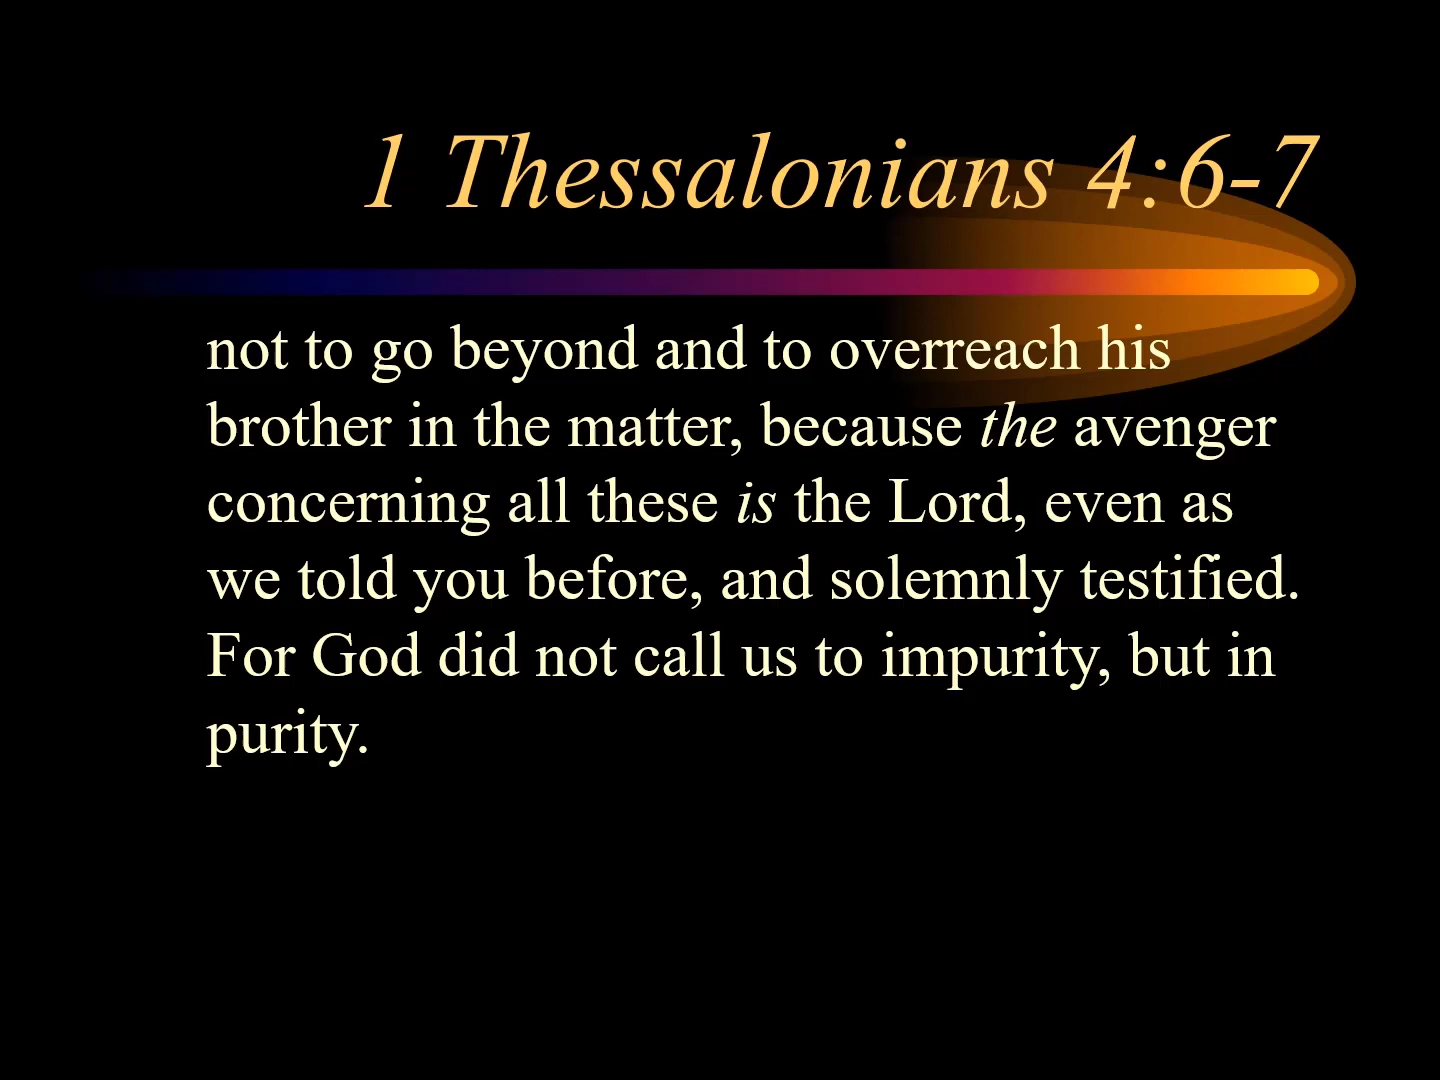 1 Thessalonians 4:6-7
not to go beyond and to overreach his
brother in the matter, because the avenger
concerning all these is the Lord, even as
we told you before, and solemnly testified.
For God did not call us to impurity, but in
purity.